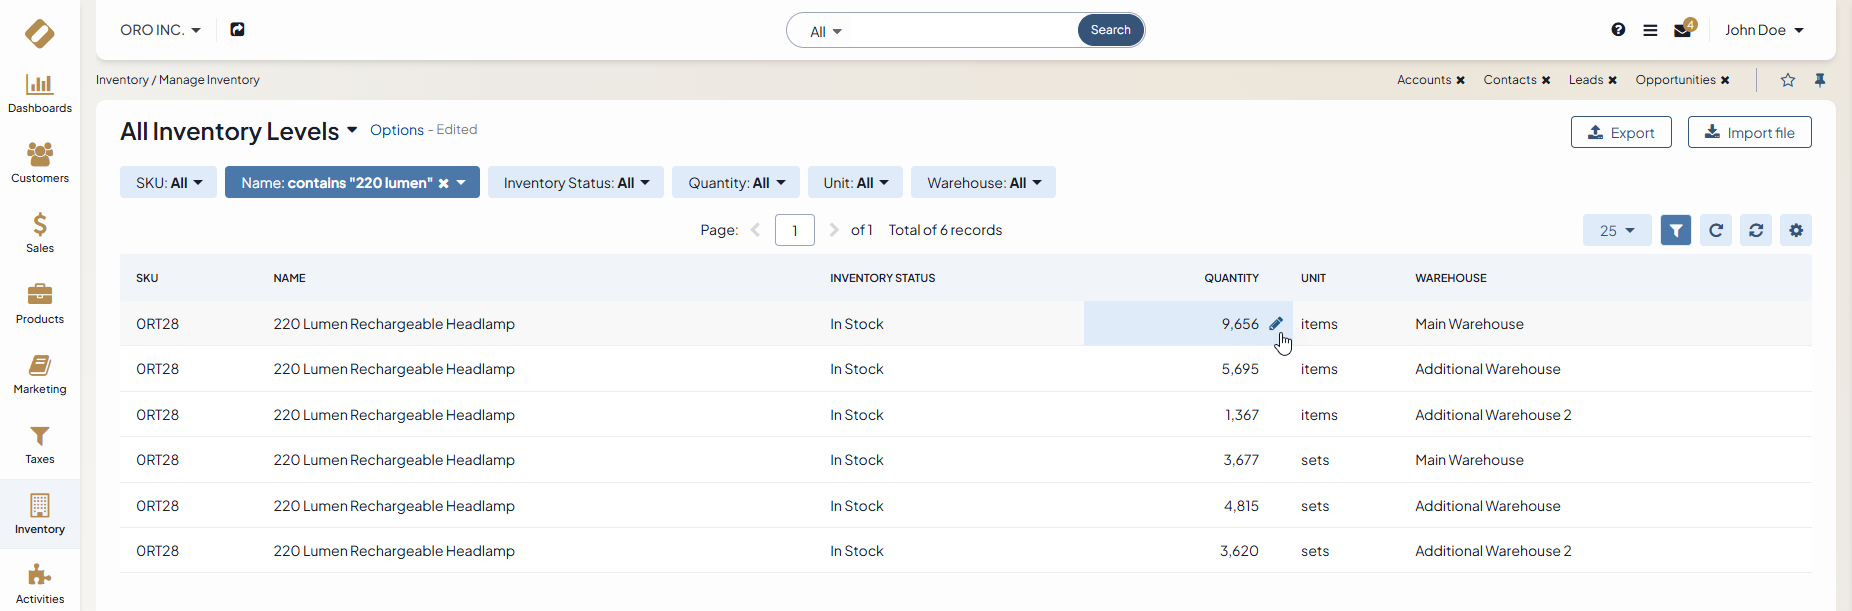 ORO INC.
All
Search
4
John Doe
Inventory / Manage Inventory
Accounts
Contacts
Leads
Opportunities
Dashboards
Customers
Sales
Products
Marketing
Taxes
Inventory
Activities
All Inventory Levels
Options - Edited
Export
Import file
SKU: All
Name: contains "220 lumen"
Inventory Status: All
Quantity: All
Unit: All
Warehouse: All
Page: 1 of 1 Total of 6 records
25
SKU NAME INVENTORY STATUS QUANTITY UNIT WAREHOUSE
0RT28 220 Lumen Rechargeable Headlamp In Stock 9,656 items Main Warehouse
0RT28 220 Lumen Rechargeable Headlamp In Stock 5,695 items Additional Warehouse
0RT28 220 Lumen Rechargeable Headlamp In Stock 1,367 items Additional Warehouse 2
0RT28 220 Lumen Rechargeable Headlamp In Stock 3,677 sets Main Warehouse
0RT28 220 Lumen Rechargeable Headlamp In Stock 4,815 sets Additional Warehouse
0RT28 220 Lumen Rechargeable Headlamp In Stock 3,620 sets Additional Warehouse 2